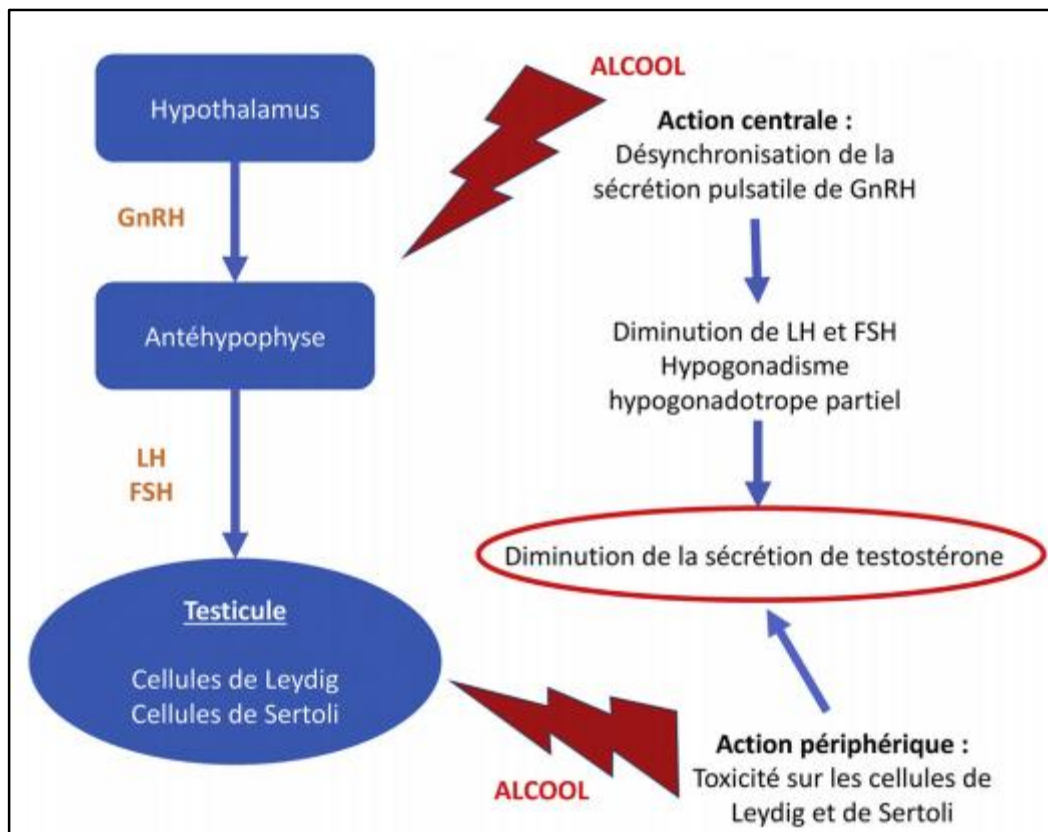 Hypothalamus
GnRH
Antéhypophyse
LH
FSH
Testicule
Cellules de Leydig
Cellules de Sertoli
ALCOOL
Action centrale :
Désynchronisation de la
sécrétion pulsatile de GnRH
Diminution de LH et FSH
Hypogonadisme
hypogonadotrope partiel
Diminution de la sécrétion de testostérone
Action périphérique :
Toxicité sur les cellules de
Leydig et de Sertoli
ALCOOL